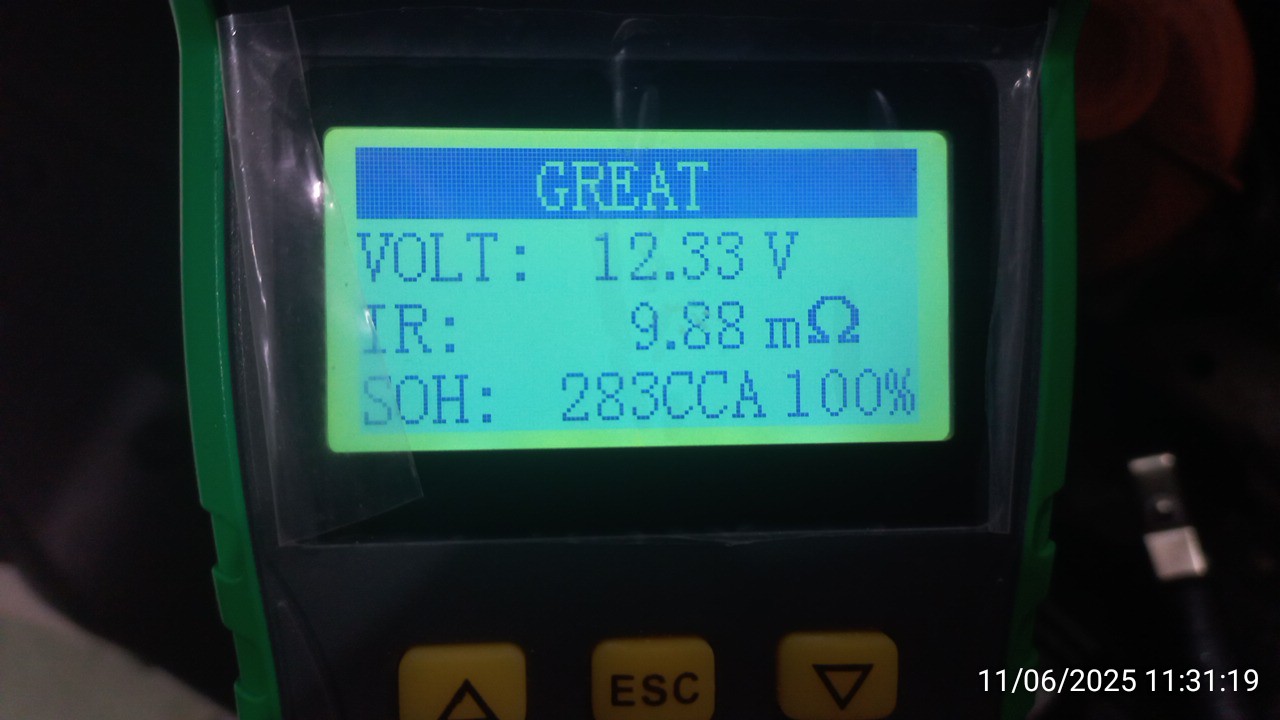 GREAT
VOLT: 12.33 V
IR: 9.88 mΩ
SOH: 283CCA 100%
ESC
11/06/2025 11:31:19